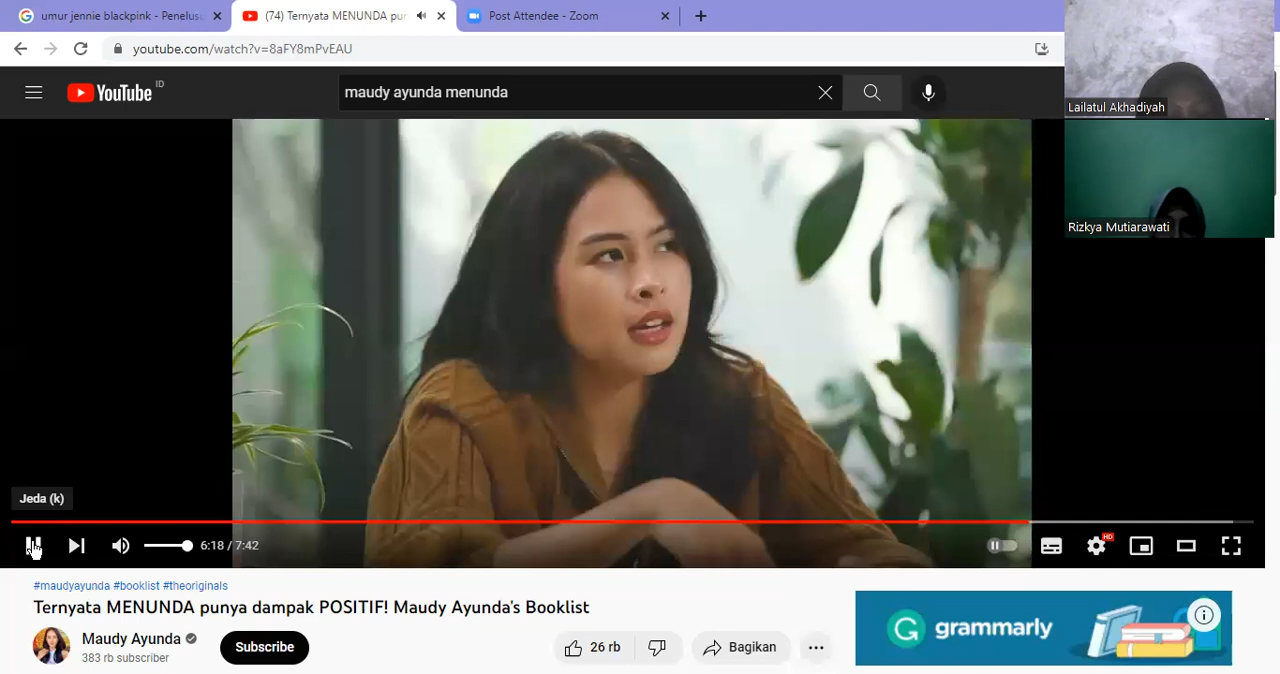 umur jennie blackpink - Penelus
(74) Ternyata MENUNDA pu
Post Attendee - Zoom
youtube.com/watch?v=8aFY8mPvEAU
YouTube ID
maudy ayunda menunda
Lailatul Akhadiyah
Rizkya Mutiarawati
Jeda (k)
6:18 / 7:42
HD
#maudyayunda #booklist #theoriginals
Ternyata MENUNDA punya dampak POSITIF! Maudy Ayunda's Booklist
Maudy Ayunda
383 rb subscriber
Subscribe
26 rb
Bagikan
grammarly